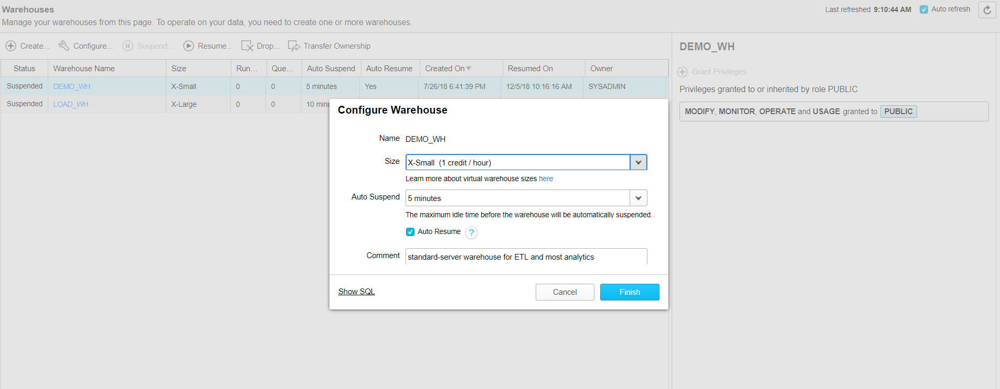 Warehouses
Last refreshed 9:10:44 AM Auto refresh
Manage your warehouses from this page. To operate on your data, you need to create one or more warehouses.
Create... Configure... Suspend... Resume... Drop... Transfer Ownership
Status Warehouse Name Size Run... Que... Auto Suspend Auto Resume Created On Resumed On Owner
Suspended DEMO_WH X-Small 0 0 5 minutes Yes 7/26/18 6:41:39 PM 12/5/18 10:16:16 AM SYSADMIN
Suspended LOAD_WH X-Large 0 0 10
DEMO_WH
Grant Privileges
Privileges granted to or inherited by role PUBLIC
MODIFY, MONITOR, OPERATE and USAGE granted to PUBLIC
Configure Warehouse
Name DEMO_WH
Size X-Small (1 credit / hour)
Learn more about virtual warehouse sizes here
Auto Suspend 5 minutes
The maximum idle time before the warehouse will be automatically suspended.
Auto Resume ?
Comment standard-server warehouse for ETL and most analytics
Show SQL Cancel Finish